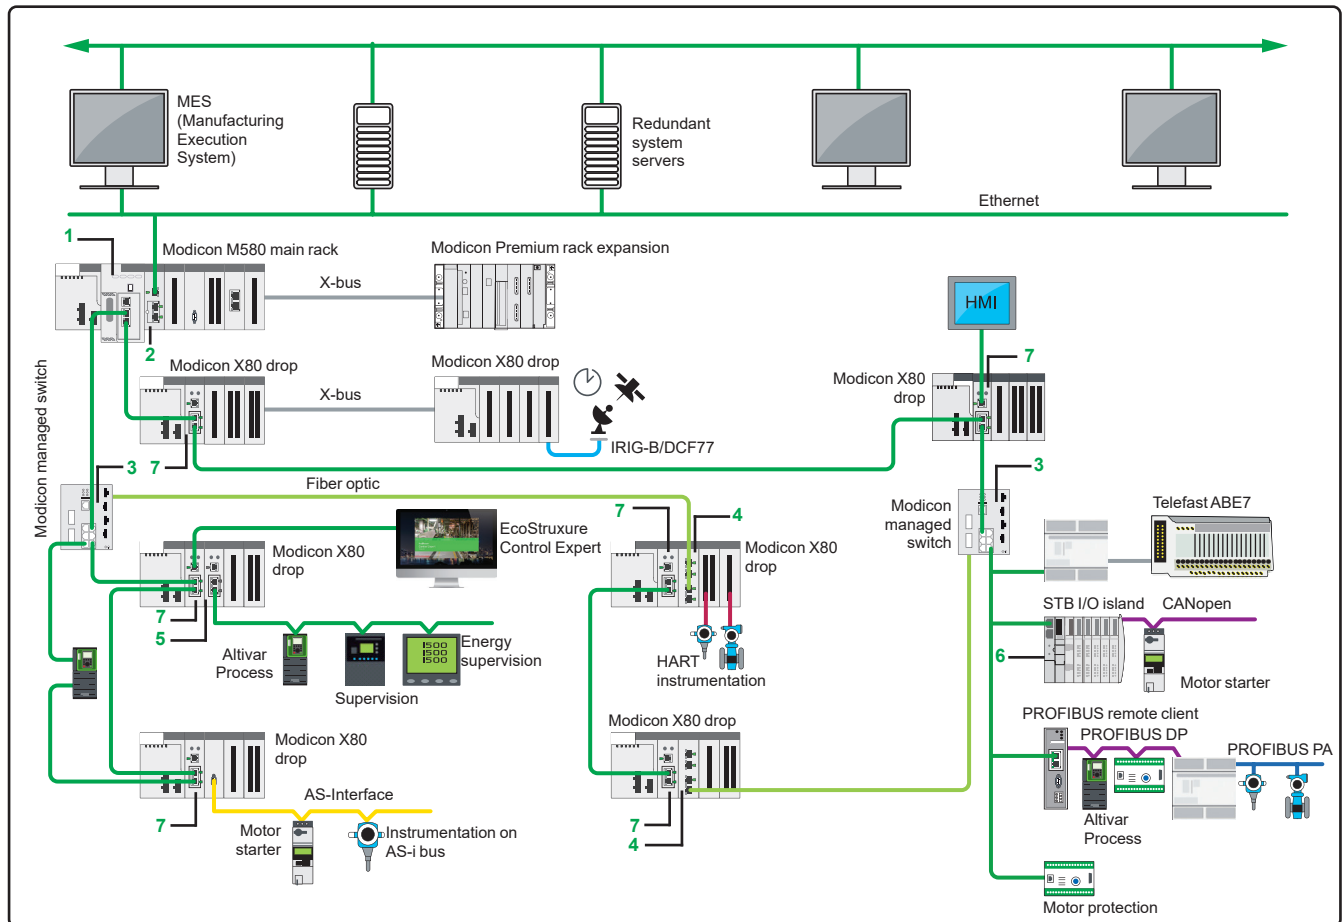 MES
(Manufacturing
Execution
System)
Redundant
system
servers
Ethernet
1
Modicon M580 main rack
Modicon Premium rack expansion
X-bus
HMI
2
Modicon X80 drop
Modicon X80 drop
7
Modicon X80
drop
X-bus
IRIG-B/DCF77
Modicon managed switch
3
7
3
Fiber optic
Modicon
managed
switch
Telefast ABE7
Modicon X80
drop
EcoStruxure
Control Expert
7
4
Modicon X80
drop
7
5
STB I/O island
CANopen
Altivar
Process
Supervision
1500
1500
1500
Energy
supervision
HART
instrumentation
6
Motor starter
Modicon X80
drop
Modicon X80 drop
PROFIBUS remote client
PROFIBUS DP
PROFIBUS PA
7
AS-Interface
Motor
starter
Instrumentation on
AS-i bus
7
4
Altivar
Process
Motor protection